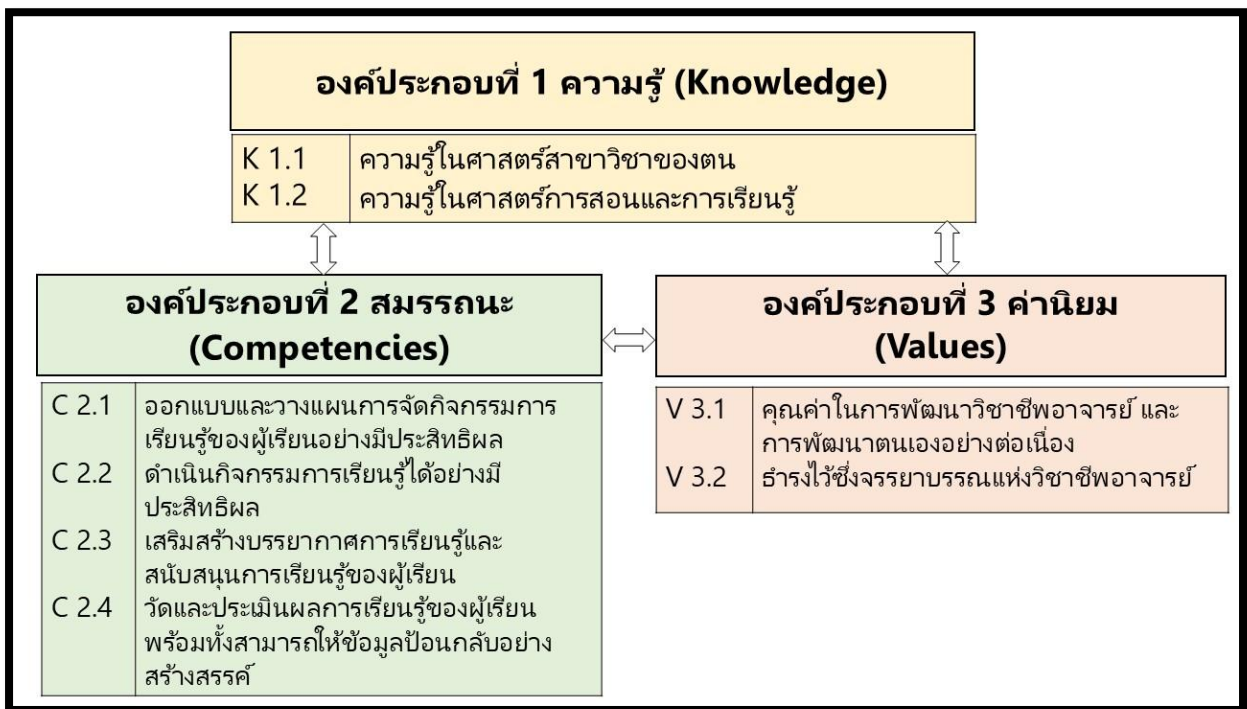 องค์ประกอบที่ 1 ความรู้ (Knowledge)
K 1.1 ความรู้ในศาสตร์สาขาวิชาของตน
K 1.2 ความรู้ในศาสตร์การสอนและการเรียนรู้
องค์ประกอบที่ 2 สมรรถนะ
(Competencies)
C 2.1 ออกแบบและวางแผนการจัดกิจกรรมการ
เรียนรู้ของผู้เรียนอย่างมีประสิทธิผล
C 2.2 ดำเนินกิจกรรมการเรียนรู้ได้อย่างมี
ประสิทธิผล
C 2.3 เสริมสร้างบรรยากาศการเรียนรู้และ
สนับสนุนการเรียนรู้ของผู้เรียน
C 2.4 วัดและประเมินผลการเรียนรู้ของผู้เรียน
พร้อมทั้งสามารถให้ข้อมูลป้อนกลับอย่าง
สร้างสรรค์
องค์ประกอบที่ 3 ค่านิยม
(Values)
V 3.1 คุณค่าในการพัฒนาวิชาชีพอาจารย์ และ
การพัฒนาตนเองอย่างต่อเนื่อง
V 3.2 ธำรงไว้ซึ่งจรรยาบรรณแห่งวิชาชีพอาจารย์